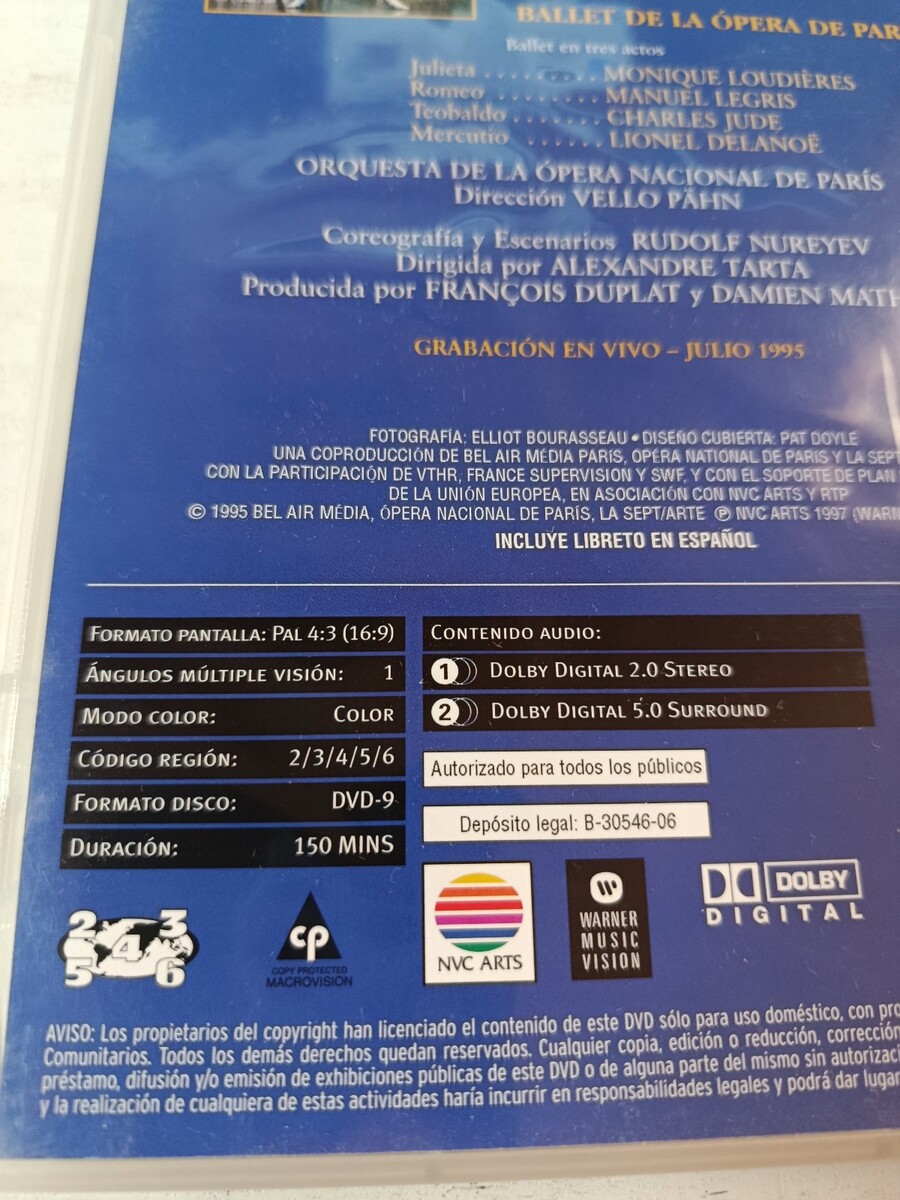 BALLET DE LA ÓPERA DE PAR
Ballet en tres actos
Julieta . . . . . . . . . MONIQUE LOUDIÈRES
Romeo . . . . . . . . MANUEL LEGRIS
Teobaldo . . . . . . . CHARLES JUDE
Mercutio . . . . . . LIONEL DELANOË
ORQUESTA DE LA ÓPERA NACIONAL DE PARÍS
Dirección VELLO PÄHN
Coreografía y Escenarios RUDOLF NUREYEV
Dirigida por ALEXANDRE TARTA
Producida por FRANÇOIS DUPLAT y DAMIEN MATH
GRABACIÓN EN VIVO – JULIO 1995
FOTOGRAFÍA: ELLIOT BOURASSEAU • DISEÑO CUBIERTA: PAT DOYLE
UNA COPRODUCCIÓN DE BEL AIR MÉDIA PARIS, OPÉRA NATIONAL DE PARÍS Y LA SEPT
CON LA PARTICIPACIÓN DE VTHR, FRANCE SUPERVISION Y SWF, Y CON EL SOPORTE DE PLAN
DE LA UNIÓN EUROPEA, EN ASOCIACIÓN CON NVC ARTS Y RTP
© 1995 BEL AIR MÉDIA, ÓPERA NACIONAL DE PARÍS, LA SEPT/ARTE ℗ NVC ARTS 1997 (WARN
INCLUYE LIBRETO EN ESPAÑOL
FORMATO PANTALLA: PAL 4:3 (16:9)
ÁNGULOS MÚLTIPLE VISIÓN: 1
MODO COLOR: COLOR
CÓDIGO REGIÓN: 2/3/4/5/6
FORMATO DISCO: DVD-9
DURACIÓN: 150 MINS
CONTENIDO AUDIO:
1 DOLBY DIGITAL 2.0 STEREO
2 DOLBY DIGITAL 5.0 SURROUND
Autorizado para todos los públicos
Depósito legal: B-30546-06
2 3
4
5 6
cp
COPY PROTECTED
MACROVISION
NVC ARTS
WARNER
MUSIC
VISION
DOLBY
DIGITAL
AVISO: Los propietarios del copyright han licenciado el contenido de este DVD sólo para uso doméstico, con pro
Comunitarios. Todos los demás derechos quedan reservados. Cualquier copia, edición o reducción, corrección
préstamo, difusión y/o emisión de exhibiciones públicas de este DVD o de alguna parte del mismo sin autorizaci
y la realización de cualquiera de estas actividades haría incurrir en responsabilidades legales y podrá dar lugar